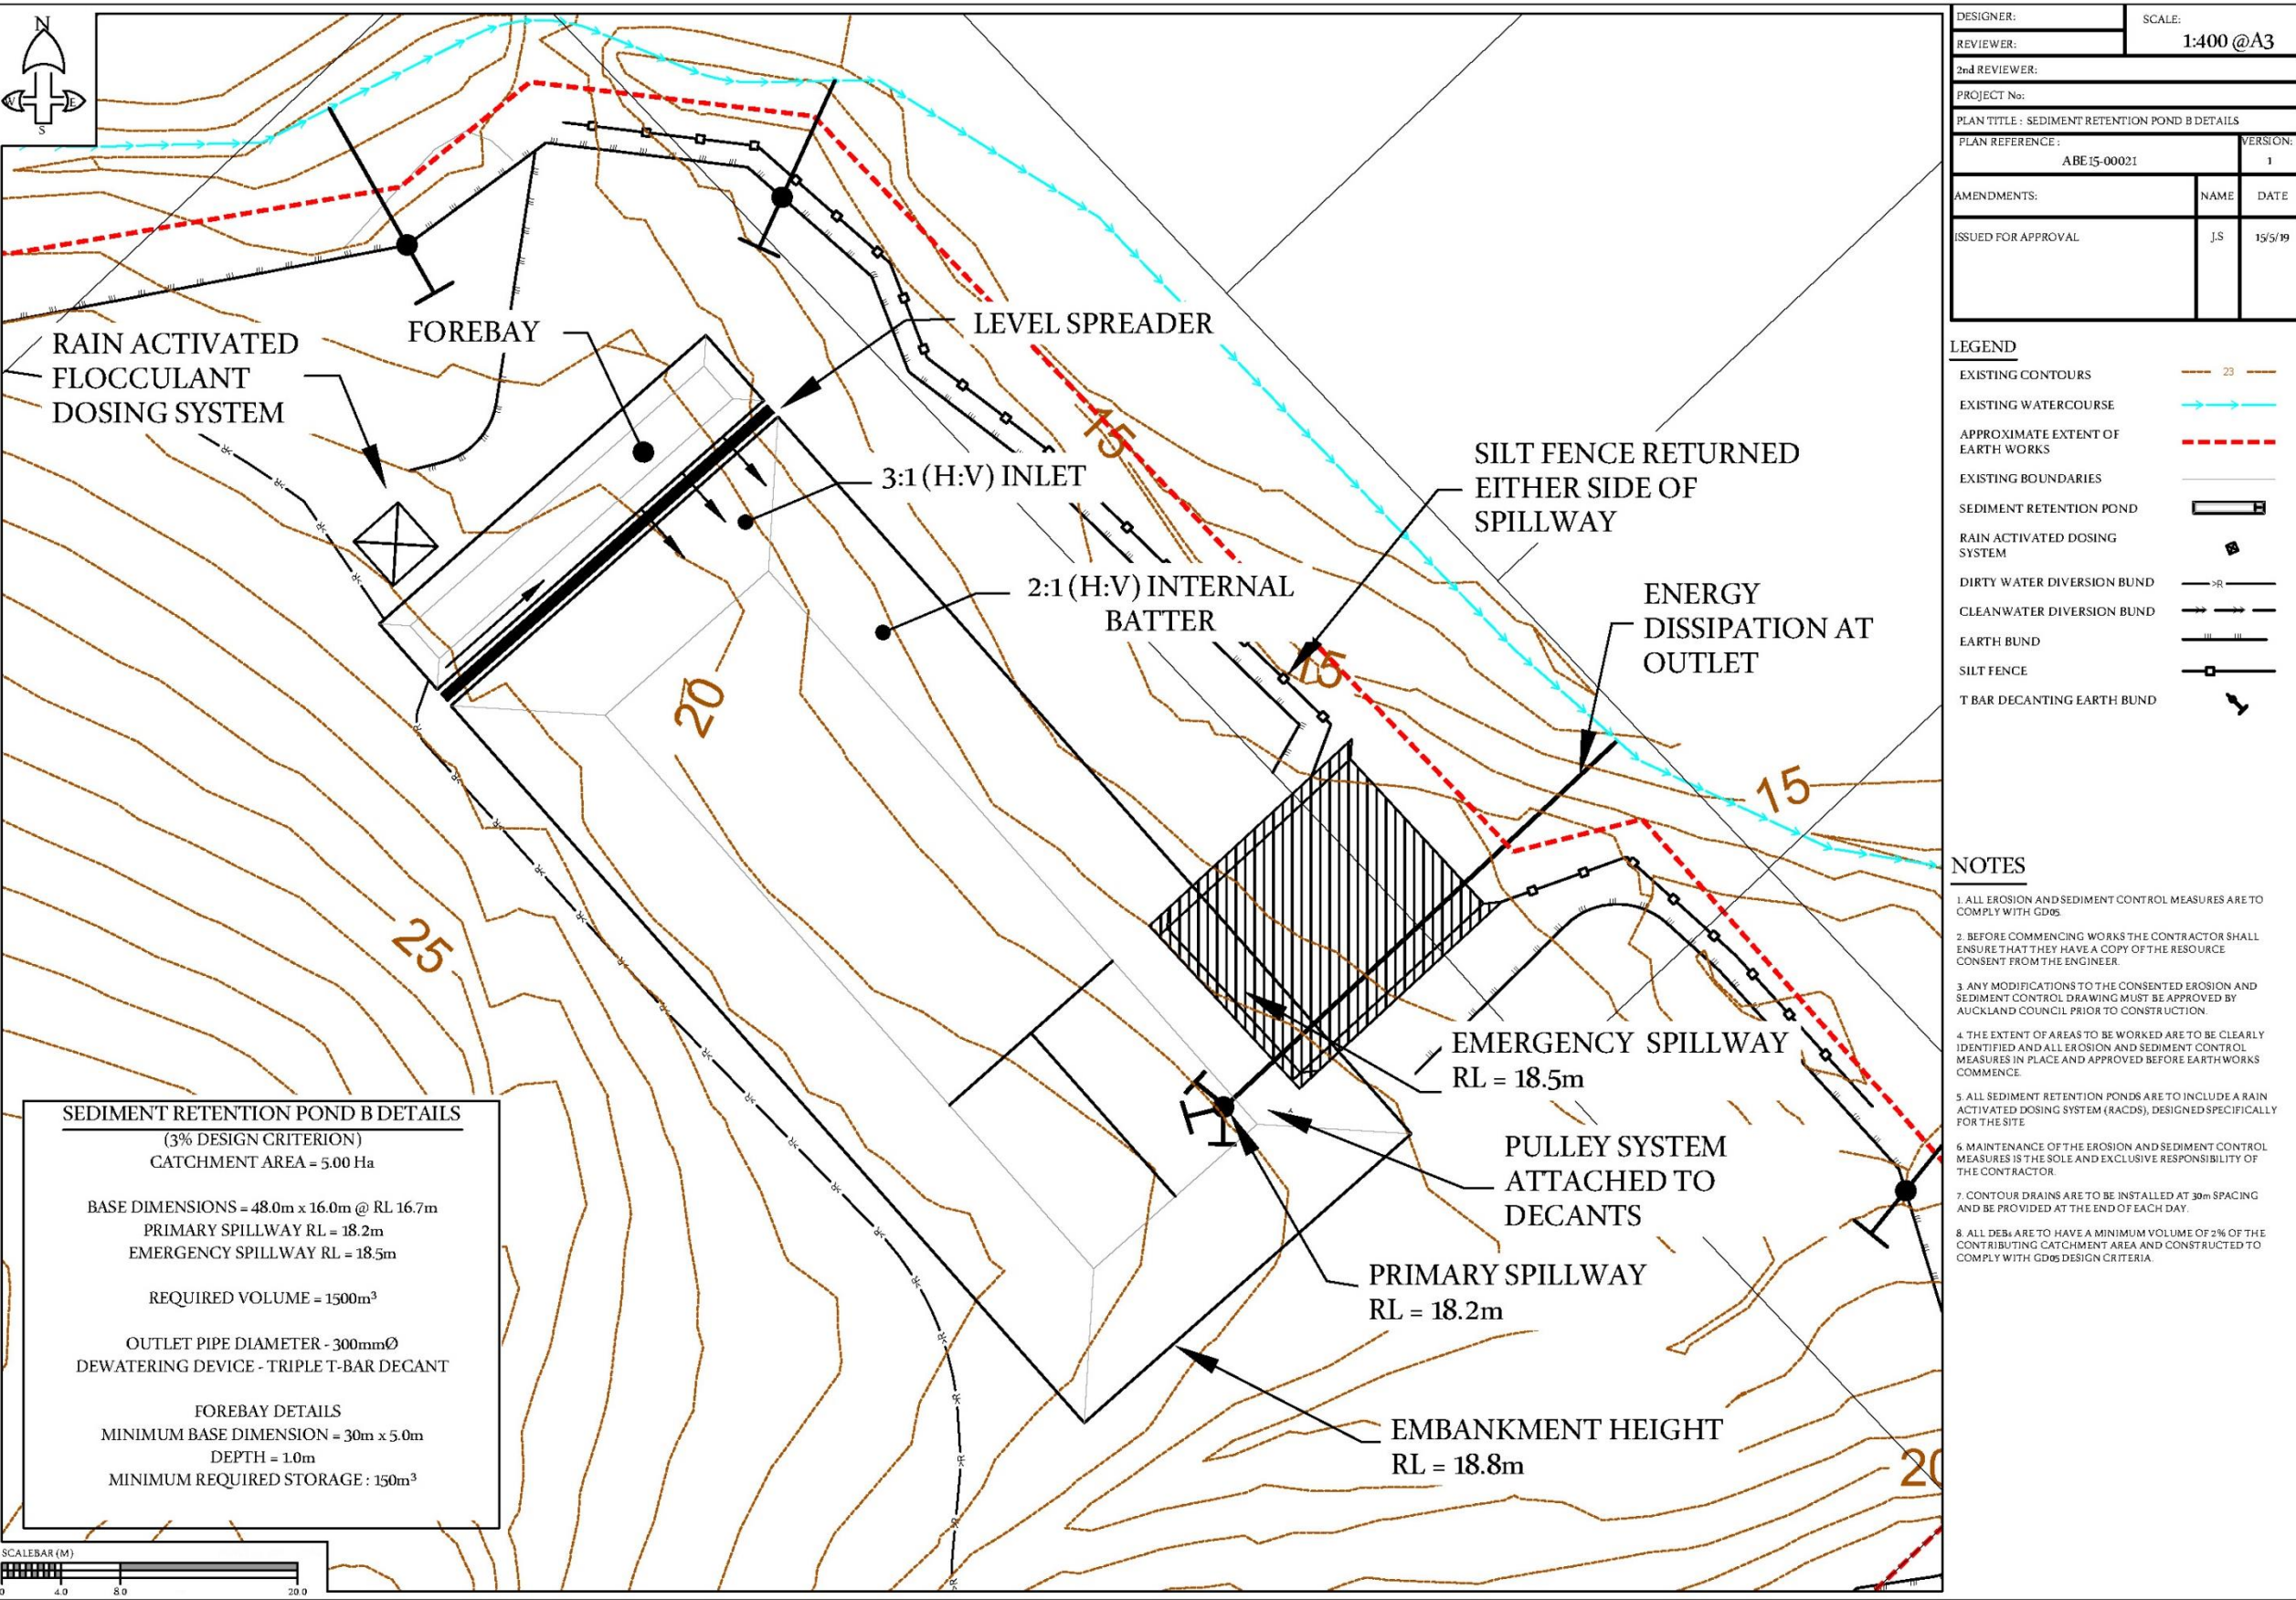 N
W
E
S
RAIN ACTIVATED
FLOCCULANT
DOSING SYSTEM
FOREBAY
LEVEL SPREADER
3:1 (H:V) INLET
2:1 (H:V) INTERNAL
BATTER
SILT FENCE RETURNED
EITHER SIDE OF
SPILLWAY
ENERGY
DISSIPATION AT
OUTLET
15
15
15
20
25
20
EMERGENCY SPILLWAY
RL = 18.5m
PULLEY SYSTEM
ATTACHED TO
DECANTS
PRIMARY SPILLWAY
RL = 18.2m
EMBANKMENT HEIGHT
RL = 18.8m
SEDIMENT RETENTION POND B DETAILS
(3% DESIGN CRITERION)
CATCHMENT AREA = 5.00 Ha
BASE DIMENSIONS = 48.0m x 16.0m @ RL 16.7m
PRIMARY SPILLWAY RL = 18.2m
EMERGENCY SPILLWAY RL = 18.5m
REQUIRED VOLUME = 1500m³
OUTLET PIPE DIAMETER - 300mmØ
DEWATERING DEVICE - TRIPLE T-BAR DECANT
FOREBAY DETAILS
MINIMUM BASE DIMENSION = 30m x 5.0m
DEPTH = 1.0m
MINIMUM REQUIRED STORAGE : 150m³
SCALEBAR (M)
0 4.0 8.0 20.0
DESIGNER:
REVIEWER:
SCALE:
1:400 @A3
2nd REVIEWER:
PROJECT No:
PLAN TITLE : SEDIMENT RETENTION POND B DETAILS
PLAN REFERENCE :
ABE15-00021
VERSION:
1
AMENDMENTS: NAME DATE
ISSUED FOR APPROVAL J.S 15/5/19
LEGEND
EXISTING CONTOURS 23
EXISTING WATERCOURSE
APPROXIMATE EXTENT OF
EARTH WORKS
EXISTING BOUNDARIES
SEDIMENT RETENTION POND
RAIN ACTIVATED DOSING
SYSTEM
DIRTY WATER DIVERSION BUND >R
CLEANWATER DIVERSION BUND
EARTH BUND
SILT FENCE
T BAR DECANTING EARTH BUND
NOTES
1. ALL EROSION AND SEDIMENT CONTROL MEASURES ARE TO
COMPLY WITH GD05.
2. BEFORE COMMENCING WORKS THE CONTRACTOR SHALL
ENSURE THAT THEY HAVE A COPY OF THE RESOURCE
CONSENT FROM THE ENGINEER.
3. ANY MODIFICATIONS TO THE CONSENTED EROSION AND
SEDIMENT CONTROL DRAWING MUST BE APPROVED BY
AUCKLAND COUNCIL PRIOR TO CONSTRUCTION.
4. THE EXTENT OF AREAS TO BE WORKED ARE TO BE CLEARLY
IDENTIFIED AND ALL EROSION AND SEDIMENT CONTROL
MEASURES IN PLACE AND APPROVED BEFORE EARTHWORKS
COMMENCE.
5. ALL SEDIMENT RETENTION PONDS ARE TO INCLUDE A RAIN
ACTIVATED DOSING SYSTEM (RACDS), DESIGNED SPECIFICALLY
FOR THE SITE
6. MAINTENANCE OF THE EROSION AND SEDIMENT CONTROL
MEASURES IS THE SOLE AND EXCLUSIVE RESPONSIBILITY OF
THE CONTRACTOR.
7. CONTOUR DRAINS ARE TO BE INSTALLED AT 30m SPACING
AND BE PROVIDED AT THE END OF EACH DAY.
8. ALL DEBs ARE TO HAVE A MINIMUM VOLUME OF 2% OF THE
CONTRIBUTING CATCHMENT AREA AND CONSTRUCTED TO
COMPLY WITH GD05 DESIGN CRITERIA.